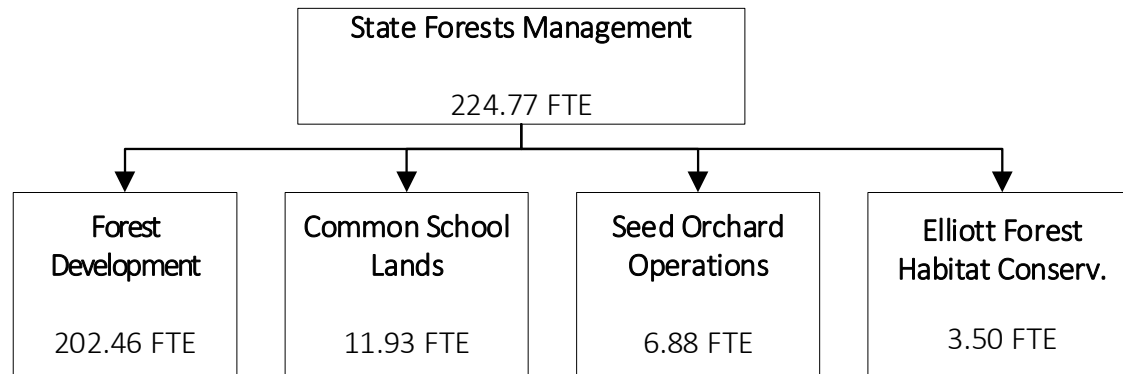 State Forests Management
224.77 FTE
Forest
Development
202.46 FTE
Common School
Lands
11.93 FTE
Seed Orchard
Operations
6.88 FTE
Elliott Forest
Habitat Conserv.
3.50 FTE